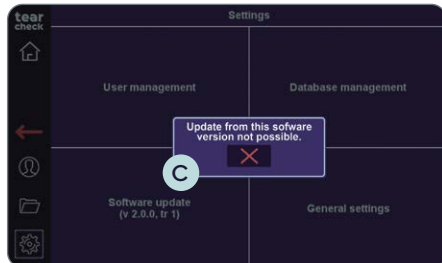 tear
check
Settings
User management
Database management
Update from this sofware
version not possible.
C
Software update
(v 2.0.0, tr 1)
General settings